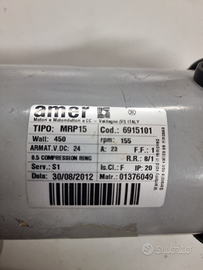 amer ®
Motori e Motoriduttori a CC. - Valdagno (VI) ITALY
TIPO: MRP15 Cod.: 6915101
Watt: 450 rpm: 155
ARMAT.V.DC: 24 A: 23 F.F.: 1
0.5 COMPRESSION RING R.R.: 8/1
Serv.: S1 Is.Cl.: F IP: 20
Data: 30/08/2012 Matr.: 01376049
subito